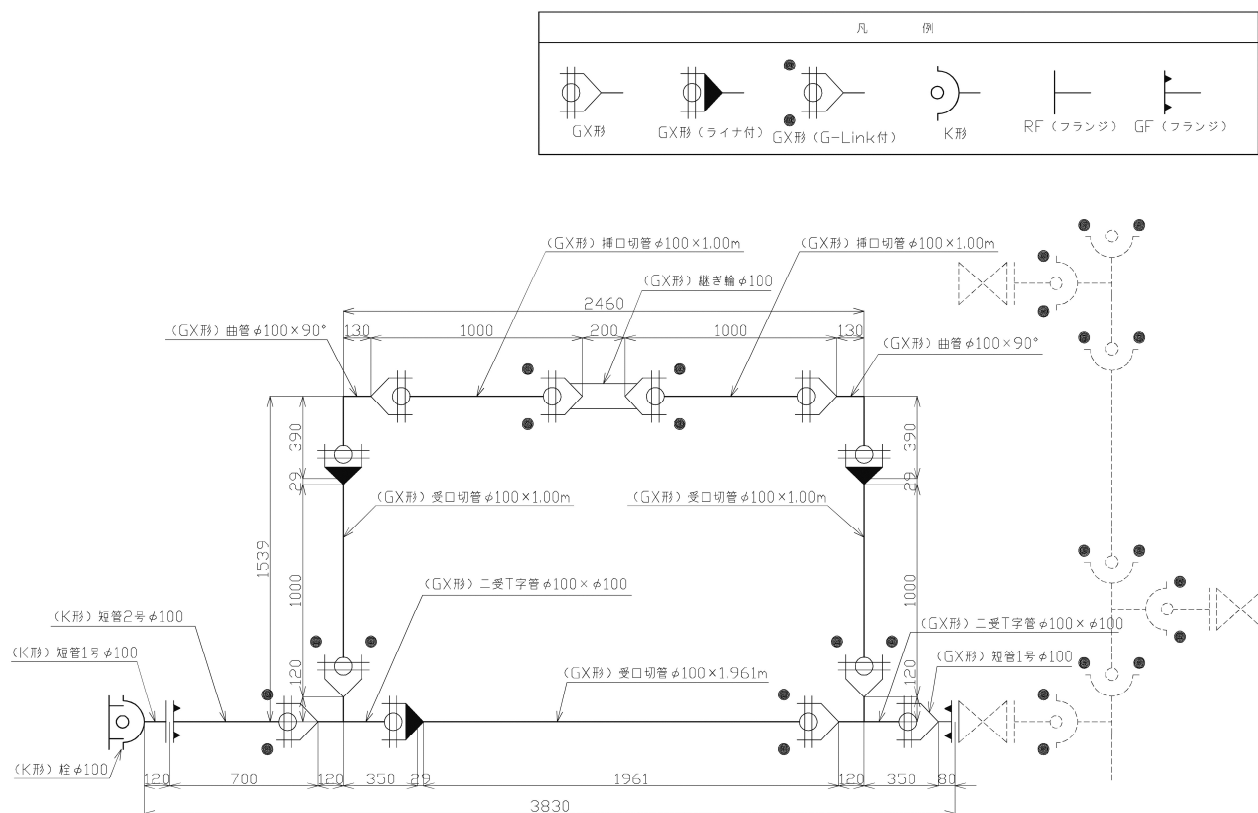 凡 例
GX形
GX形（ライナ付）
GX形（G-Link付）
K形
RF（フランジ）
GF（フランジ）
（GX形）挿口切管φ100×1.00m
（GX形）挿口切管φ100×1.00m
（GX形）継ぎ輪φ100
2460
（GX形）曲管φ100×90°
130
1000
200
1000
130
（GX形）曲管φ100×90°
390
390
29
29
（GX形）受口切管φ100×1.00m
（GX形）受口切管φ100×1.00m
1539
1000
1000
（GX形）二受T字管φ100×φ100
（K形）短管2号φ100
（GX形）二受T字管φ100×φ100
（K形）短管1号φ100
（GX形）短管1号φ100
120
120
（GX形）受口切管φ100×1.961m
（K形）栓φ100
120
700
120
350
29
1961
120
350
80
3830